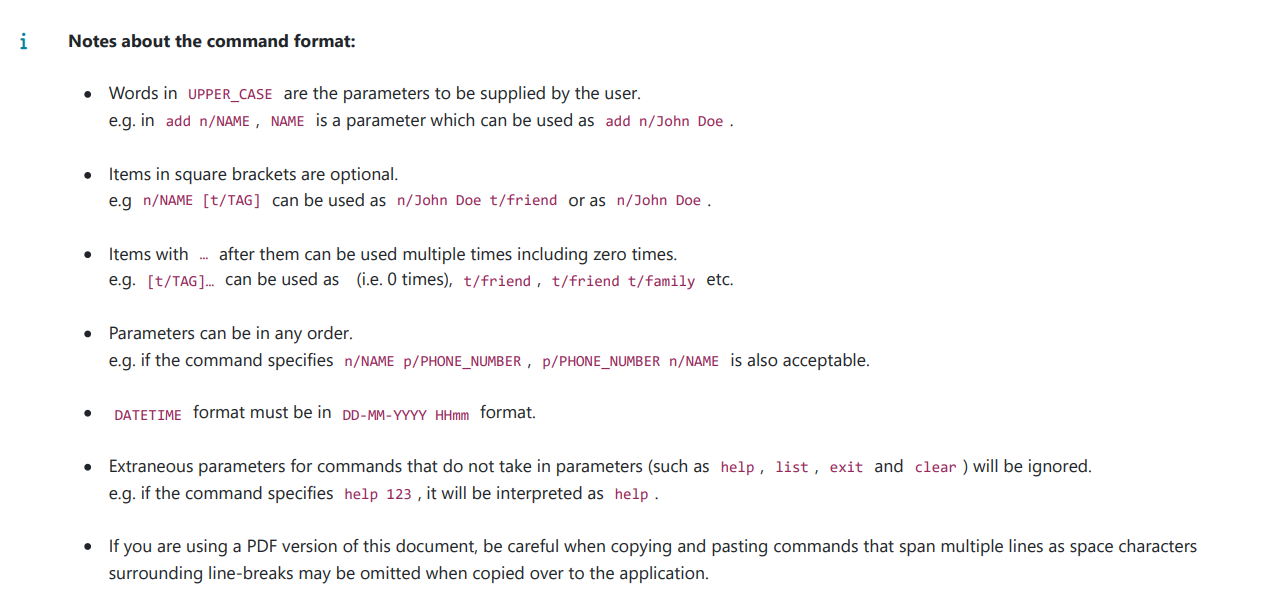 i Notes about the command format:
• Words in UPPER_CASE are the parameters to be supplied by the user.
e.g. in add n/NAME , NAME is a parameter which can be used as add n/John Doe .
• Items in square brackets are optional.
e.g n/NAME [t/TAG] can be used as n/John Doe t/friend or as n/John Doe .
• Items with … after them can be used multiple times including zero times.
e.g. [t/TAG]… can be used as (i.e. 0 times), t/friend , t/friend t/family etc.
• Parameters can be in any order.
e.g. if the command specifies n/NAME p/PHONE_NUMBER , p/PHONE_NUMBER n/NAME is also acceptable.
• DATETIME format must be in DD-MM-YYYY HHmm format.
• Extraneous parameters for commands that do not take in parameters (such as help , list , exit and clear ) will be ignored.
e.g. if the command specifies help 123 , it will be interpreted as help .
• If you are using a PDF version of this document, be careful when copying and pasting commands that span multiple lines as space characters
surrounding line-breaks may be omitted when copied over to the application.